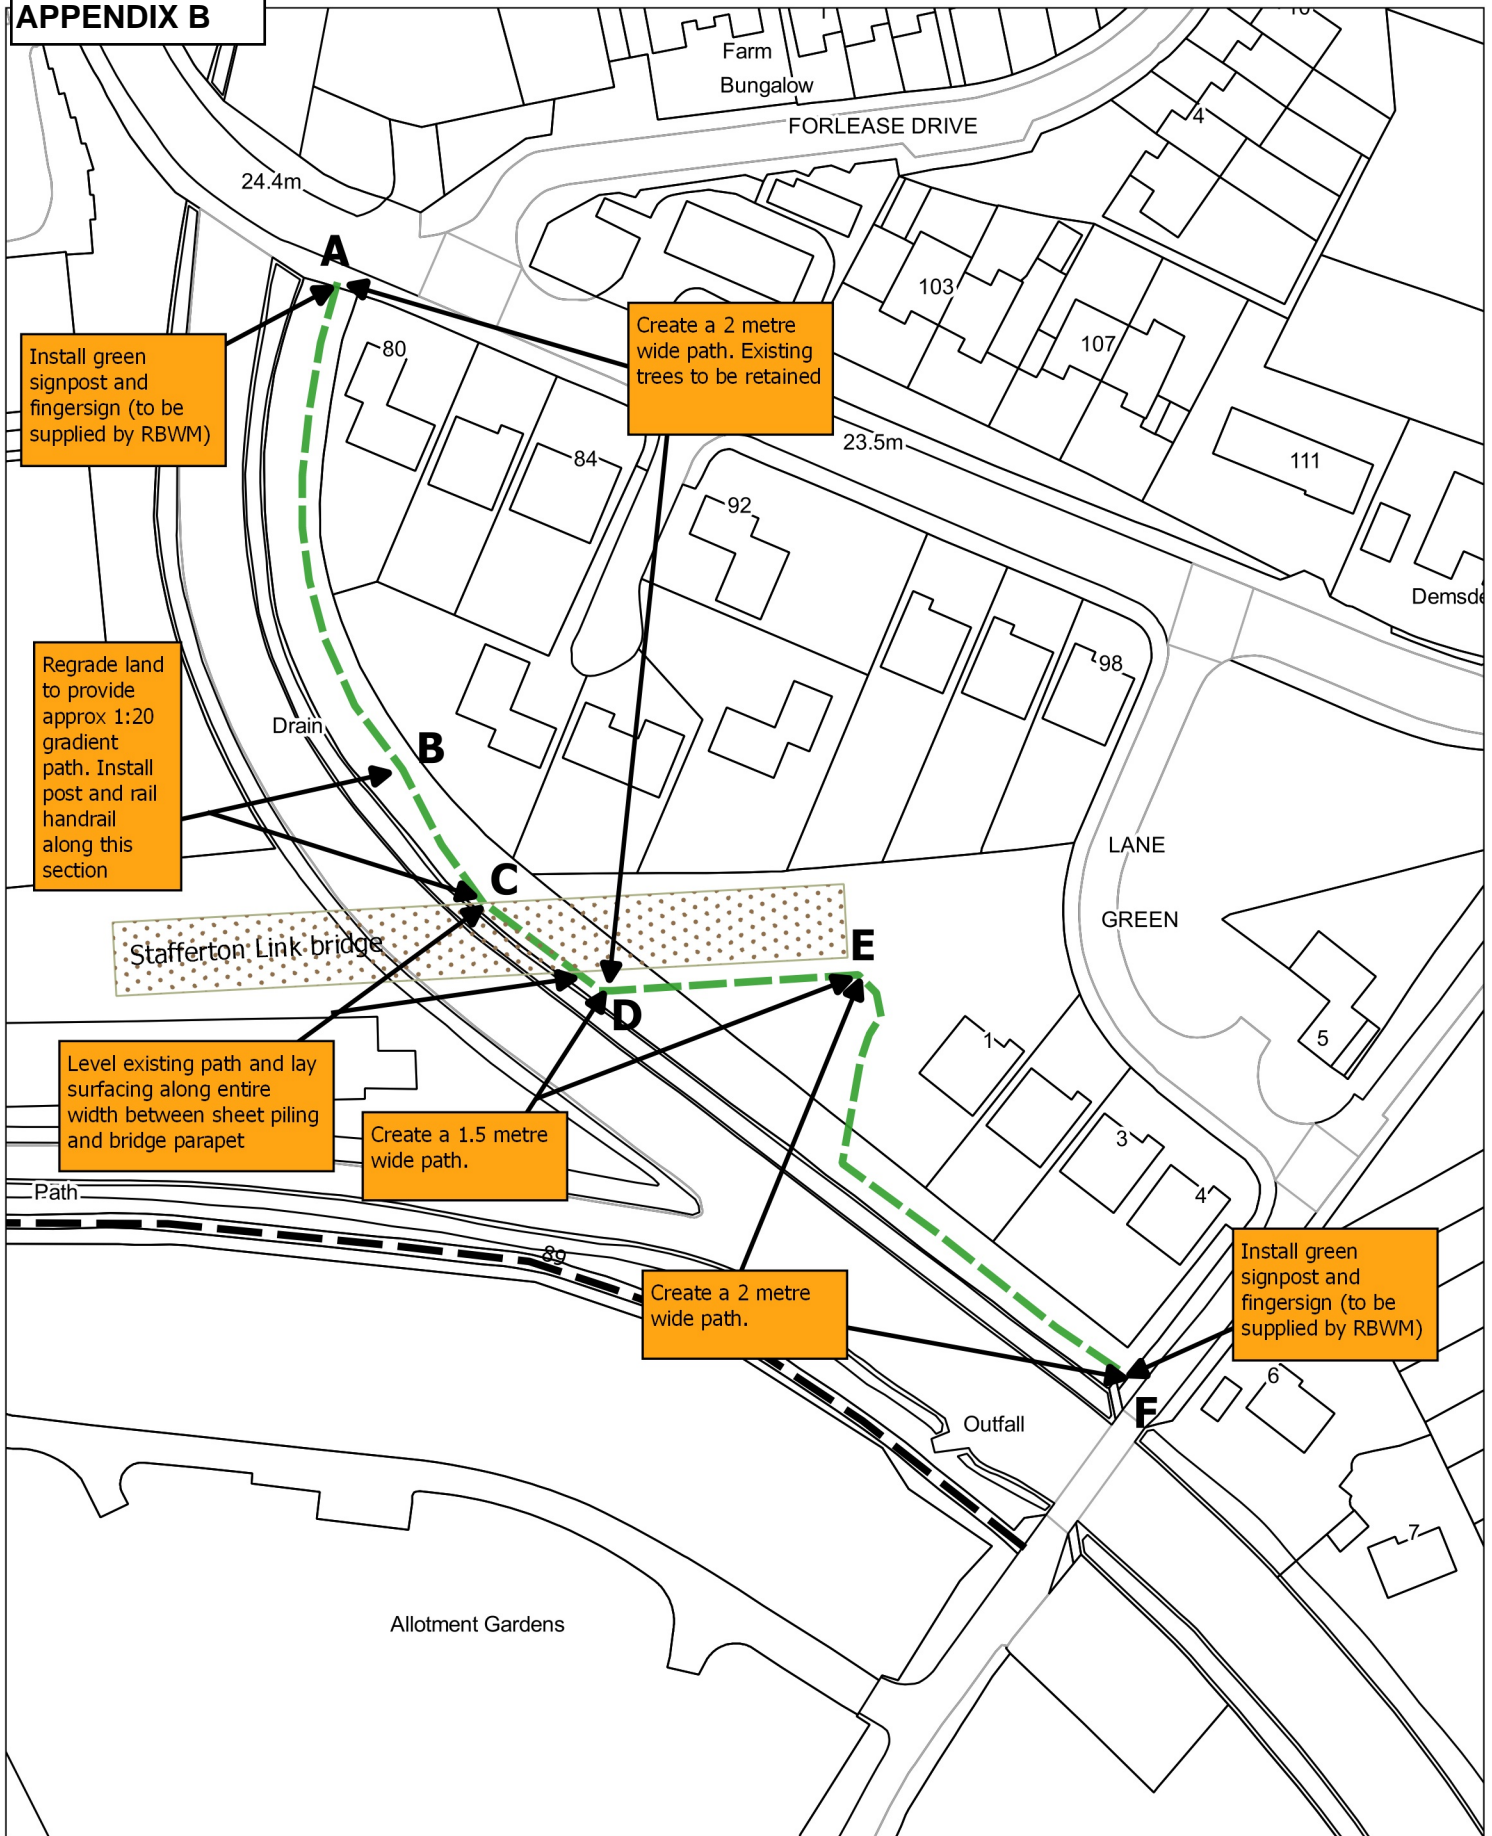 APPENDIX B
Farm
Bungalow
FORLEASE DRIVE
4
24.4m
A
103
107
80
Install green
signpost and
fingersign (to be
supplied by RBWM)
Create a 2 metre
wide path. Existing
trees to be retained
23.5m
84
111
92
Demsde
98
Regrade land
to provide
approx 1:20
gradient
path. Install
post and rail
handrail
along this
section
Drain
B
LANE
GREEN
C
Stafferton Link bridge
E
D
1
5
Level existing path and lay
surfacing along entire
width between sheet piling
and bridge parapet
Create a 1.5 metre
wide path.
3
4
Path
89
Create a 2 metre
wide path.
Install green
signpost and
fingersign (to be
supplied by RBWM)
6
F
Outfall
7
Allotment Gardens